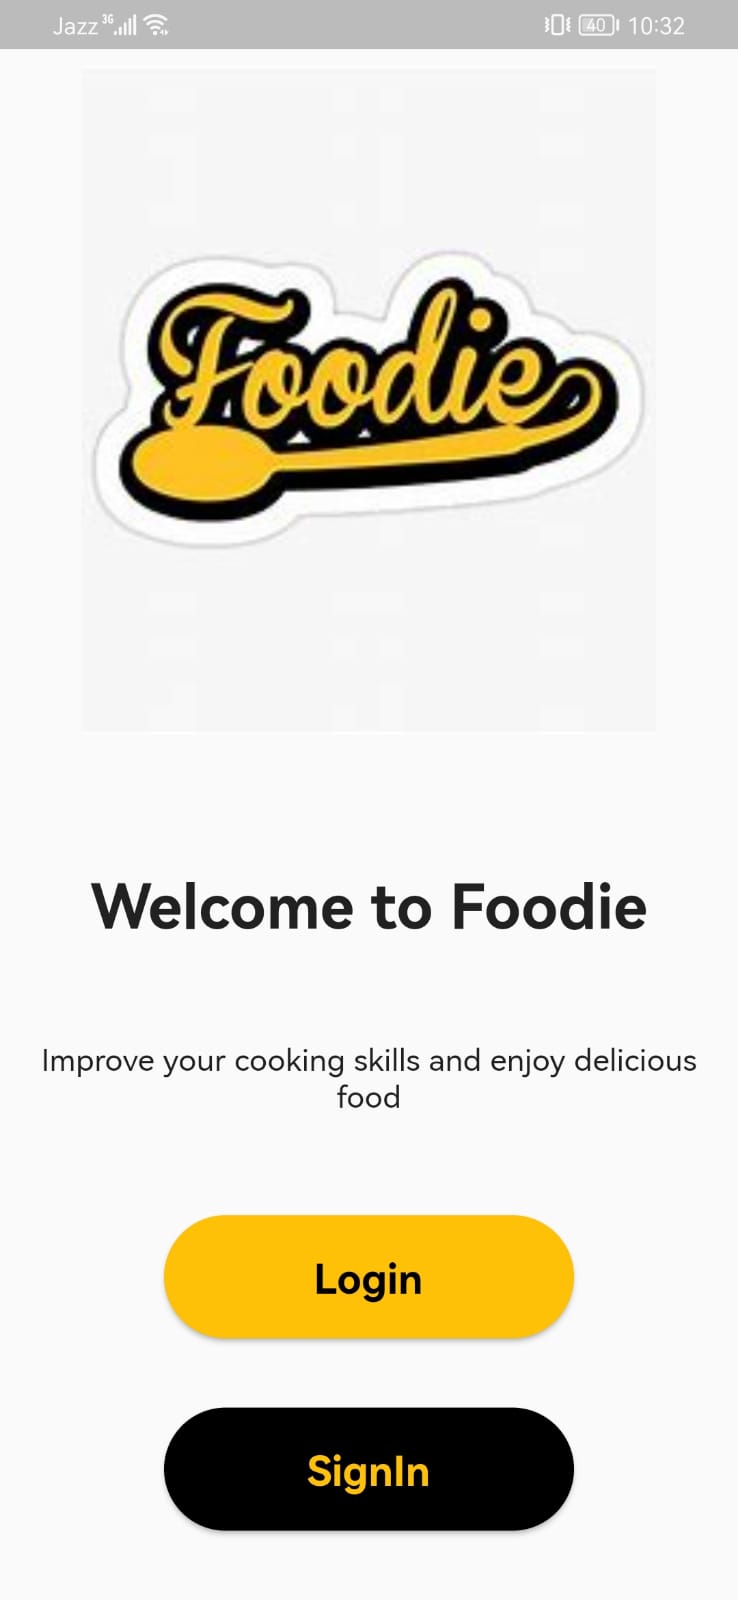 Jazz 3G 40 10:32
Foodie
Welcome to Foodie
Improve your cooking skills and enjoy delicious
food
Login
SignIn